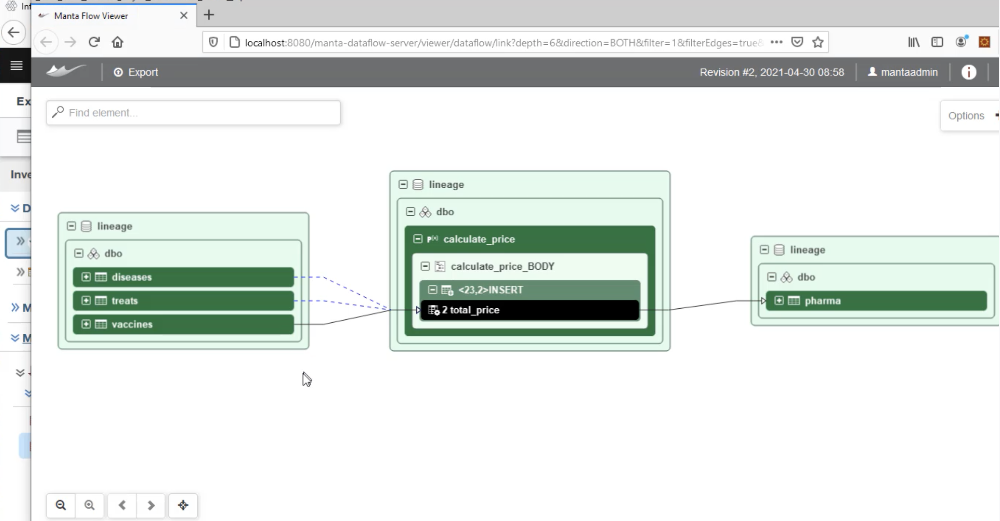 Inf
Manta Flow Viewer
localhost:8080/manta-dataflow-server/viewer/dataflow/link?depth=6&direction=BOTH&filter=1&filterEdges=true&
Export
Revision #2, 2021-04-30 08:58
mantaadmin
Ex
Find element...
Options
Inve
D
M
M
lineage
dbo
diseases
treats
vaccines
lineage
dbo
calculate_price
calculate_price_BODY
<23,2>INSERT
2 total_price
lineage
dbo
pharma